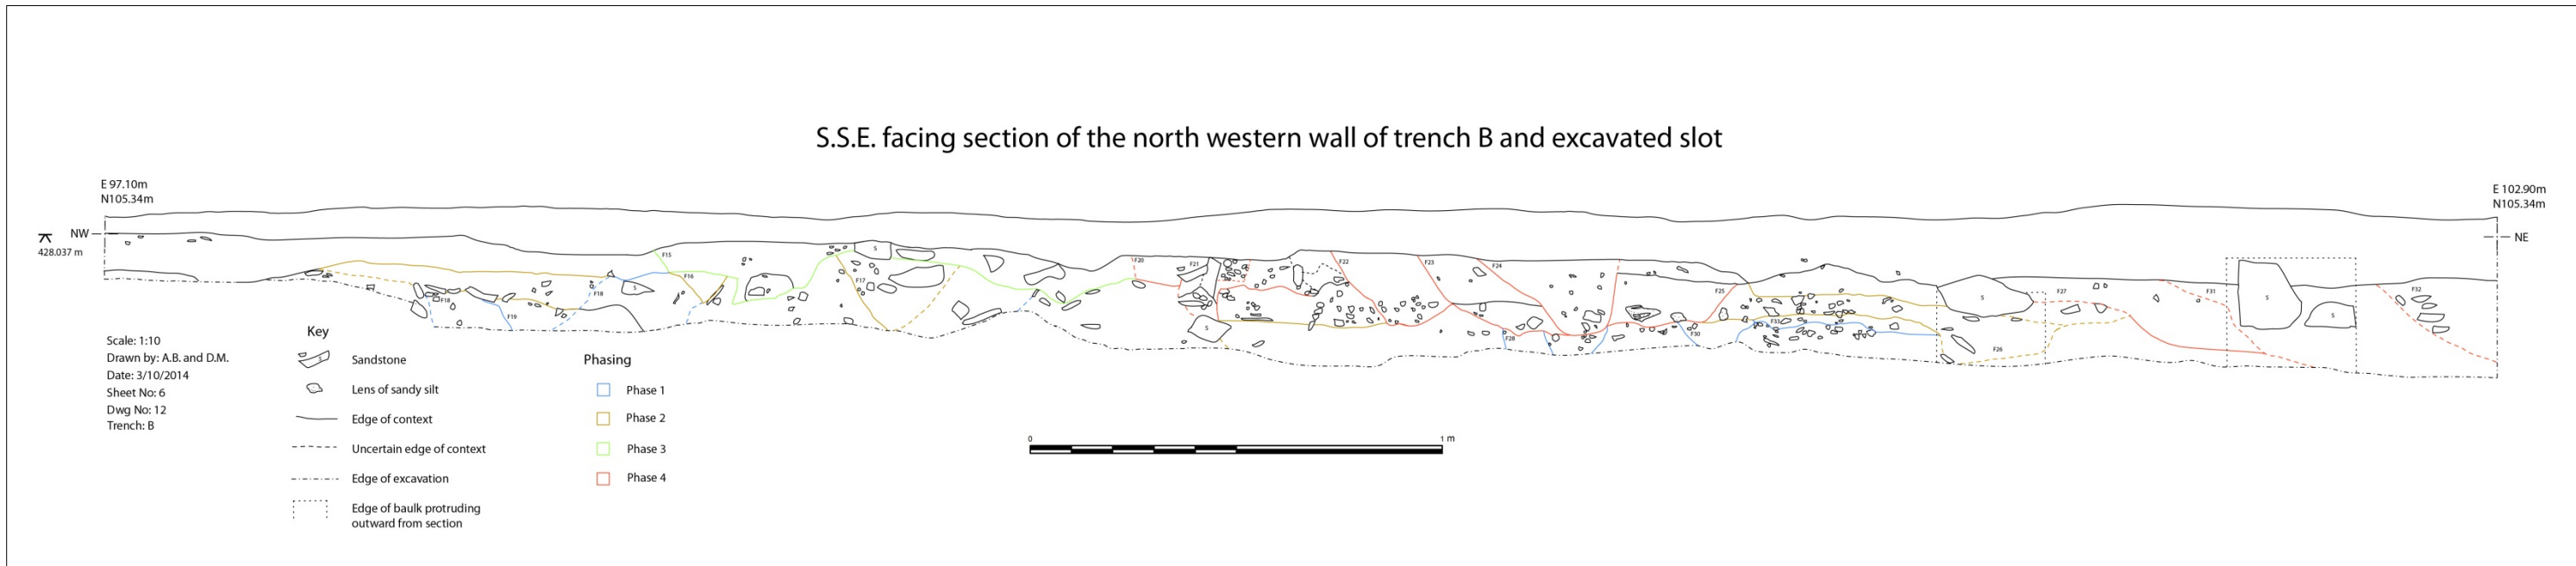 S.S.E. facing section of the north western wall of trench B and excavated slot
E 97.10m
N105.34m
E 102.90m
N105.34m
NW
428.037 m
NE
F15
F16
F17
F18
F18
F19
F20
F21
F22
F23
F24
F25
F26
F27
F28
F30
F31
F32
F33
S
S
S
S
S
S
S
Scale: 1:10
Drawn by: A.B. and D.M.
Date: 3/10/2014
Sheet No: 6
Dwg No: 12
Trench: B
Key
Sandstone
Lens of sandy silt
Edge of context
Uncertain edge of context
Edge of excavation
Edge of baulk protruding
outward from section
Phasing
Phase 1
Phase 2
Phase 3
Phase 4
0
1 m